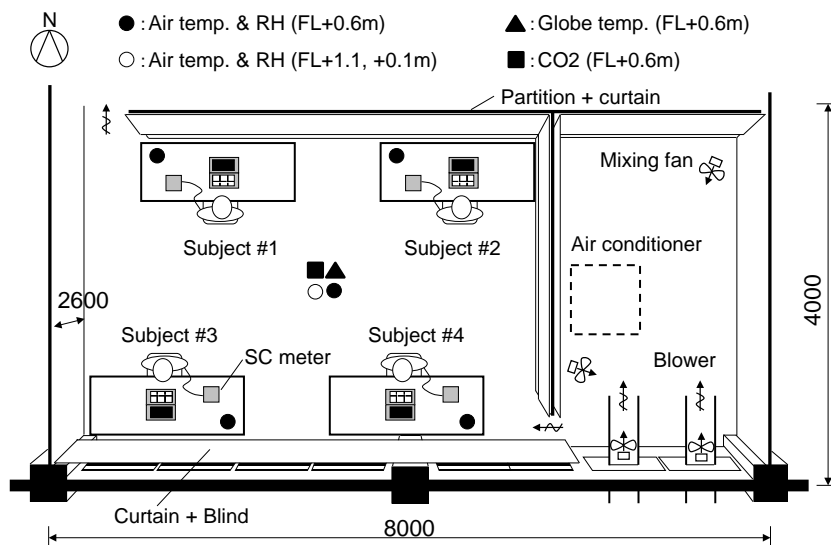 N
: Air temp. & RH (FL+0.6m)
: Globe temp. (FL+0.6m)
: Air temp. & RH (FL+1.1, +0.1m)
: CO2 (FL+0.6m)
Partition + curtain
Mixing fan
Subject #1
Subject #2
Air conditioner
2600
4000
Subject #3
Subject #4
SC meter
Blower
Curtain + Blind
8000